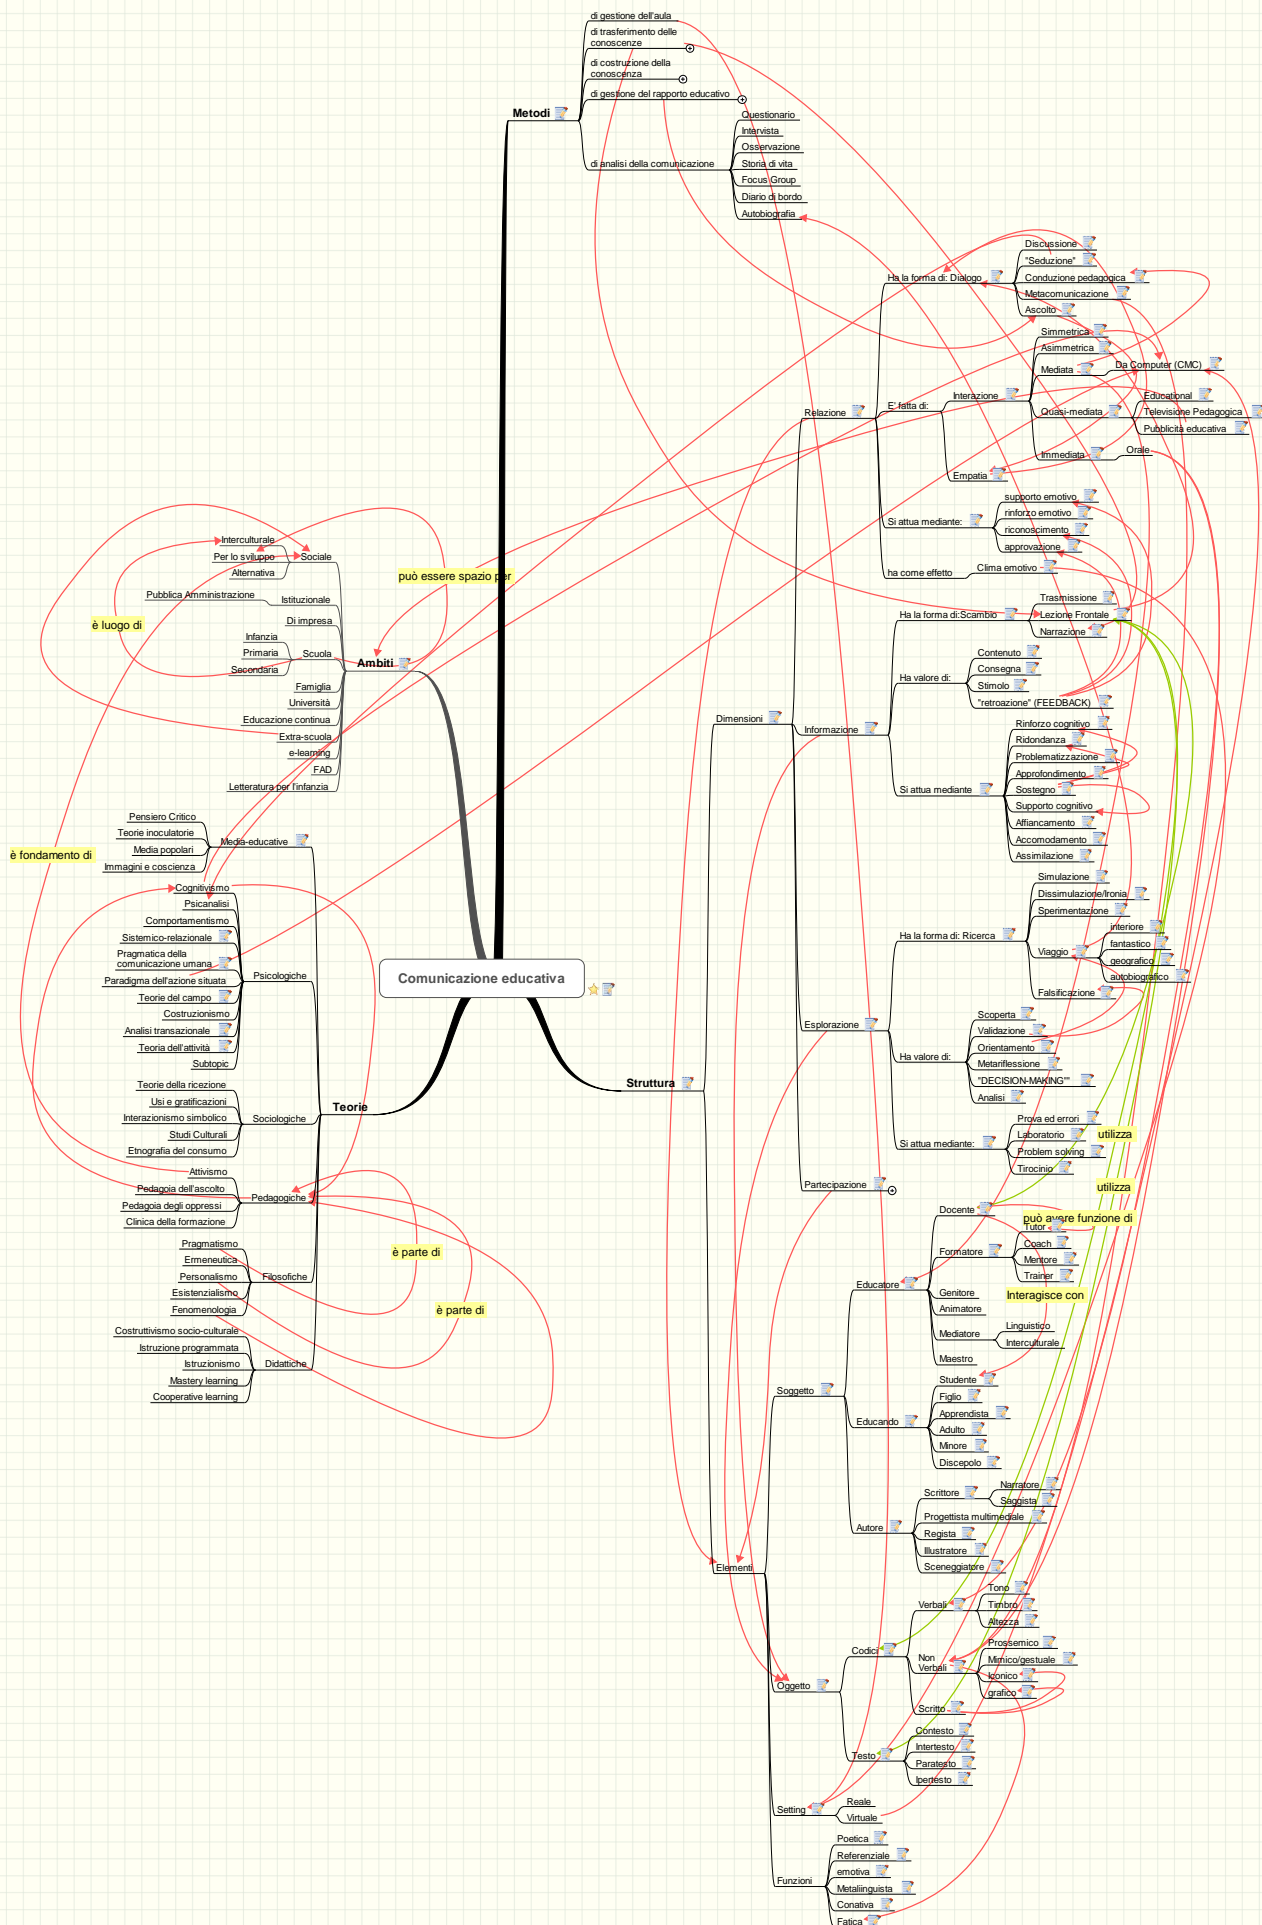 di gestione dell'aula
di trasferimento delle
conoscenze
di costruzione della
conoscenza
di gestione del rapporto educativo
Metodi
Questionario
Intervista
Osservazione
Storia di vita
di analisi della comunicazione
Focus Group
Diario di bordo
Autobiografia
Discussione
"Seduzione"
Ha la forma di: Dialogo
Conduzione pedagogica
Metacomunicazione
Ascolto
Simmetrica
Asimmetrica
Mediata
Da Computer (CMC)
Interazione
E' fatta di:
Educational
Quasi-mediata
Televisione Pedagogica
Pubblicità educativa
Immediata
Orale
Empatia
Relazione
supporto emotivo
rinforzo emotivo
Si attua mediante:
riconoscimento
approvazione
ha come effetto
Clima emotivo
Interculturale
Per lo sviluppo
Sociale
Alternativa
può essere spazio per
Pubblica Amministrazione
Istituzionale
è luogo di
Di impresa
Infanzia
Primaria
Scuola
Secondaria
Ambiti
Famiglia
Università
Educazione continua
Extra-scuola
e-learning
FAD
Letteratura per l'infanzia
Trasmissione
Ha la forma di:Scambio
Lezione Frontale
Narrazione
Contenuto
Consegna
Ha valore di:
Stimolo
"retroazione" (FEEDBACK)
Dimensioni
Informazione
Rinforzo cognitivo
Ridondanza
Problematizzazione
Approfondimento
Si attua mediante
Sostegno
Supporto cognitivo
Affiancamento
Accomodamento
Assimilazione
Pensiero Critico
Teorie inoculatorie
Media-educative
Media popolari
Immagini e coscienza
è fondamento di
Cognitivismo
Psicanalisi
Comportamentismo
Sistemico-relazionale
Pragmatica della
comunicazione umana
Psicologiche
Paradigma dell'azione situata
Teorie del campo
Costruzionismo
Analisi transazionale
Teoria dell'attività
Subtopic
Comunicazione educativa
Simulazione
Dissimulazione/Ironia
Sperimentazione
Ha la forma di: Ricerca
Viaggio
interiore
fantastico
geografico
autobiografico
Falsificazione
Esplorazione
Scoperta
Validazione
Orientamento
Ha valore di:
Metariflessione
"DECISION-MAKING""
Analisi
Struttura
Teorie della ricezione
Usi e gratificazioni
Teorie
Interazionismo simbolico
Sociologiche
Studi Culturali
Etnografia del consumo
Prova ed errori
Laboratorio
utilizza
Si attua mediante:
Problem solving
Tirocinio
Attivismo
Pedagoia dell'ascolto
Pedagogiche
Pedagoia degli oppressi
Clinica della formazione
Partecipazione
utilizza
Docente
può avere funzione di
Tutor
Coach
Formatore
Mentore
Trainer
Pragmatismo
è parte di
Ermeneutica
Personalismo
Filosofiche
Esistenzialismo
Fenomenologia
è parte di
Educatore
Genitore
Interagisce con
Animatore
Linguistico
Mediatore
Interculturale
Maestro
Costruttivismo socio-culturale
Istruzione programmata
Istruzionismo
Didattiche
Mastery learning
Cooperative learning
Soggetto
Studente
Figlio
Apprendista
Educando
Adulto
Minore
Discepolo
Narratore
Scrittore
Saggista
Progettista multimediale
Autore
Regista
Illustratore
Sceneggiatore
Elementi
Tono
Verbali
Timbro
Altezza
Codici
Prossemico
Non
Verbali
Mimico/gestuale
Iconico
grafico
Oggetto
Scritto
Contesto
Intertesto
Testo
Paratesto
Ipertesto
Reale
Setting
Virtuale
Poetica
Referenziale
emotiva
Funzioni
Metaliinguista
Conativa
Fatica